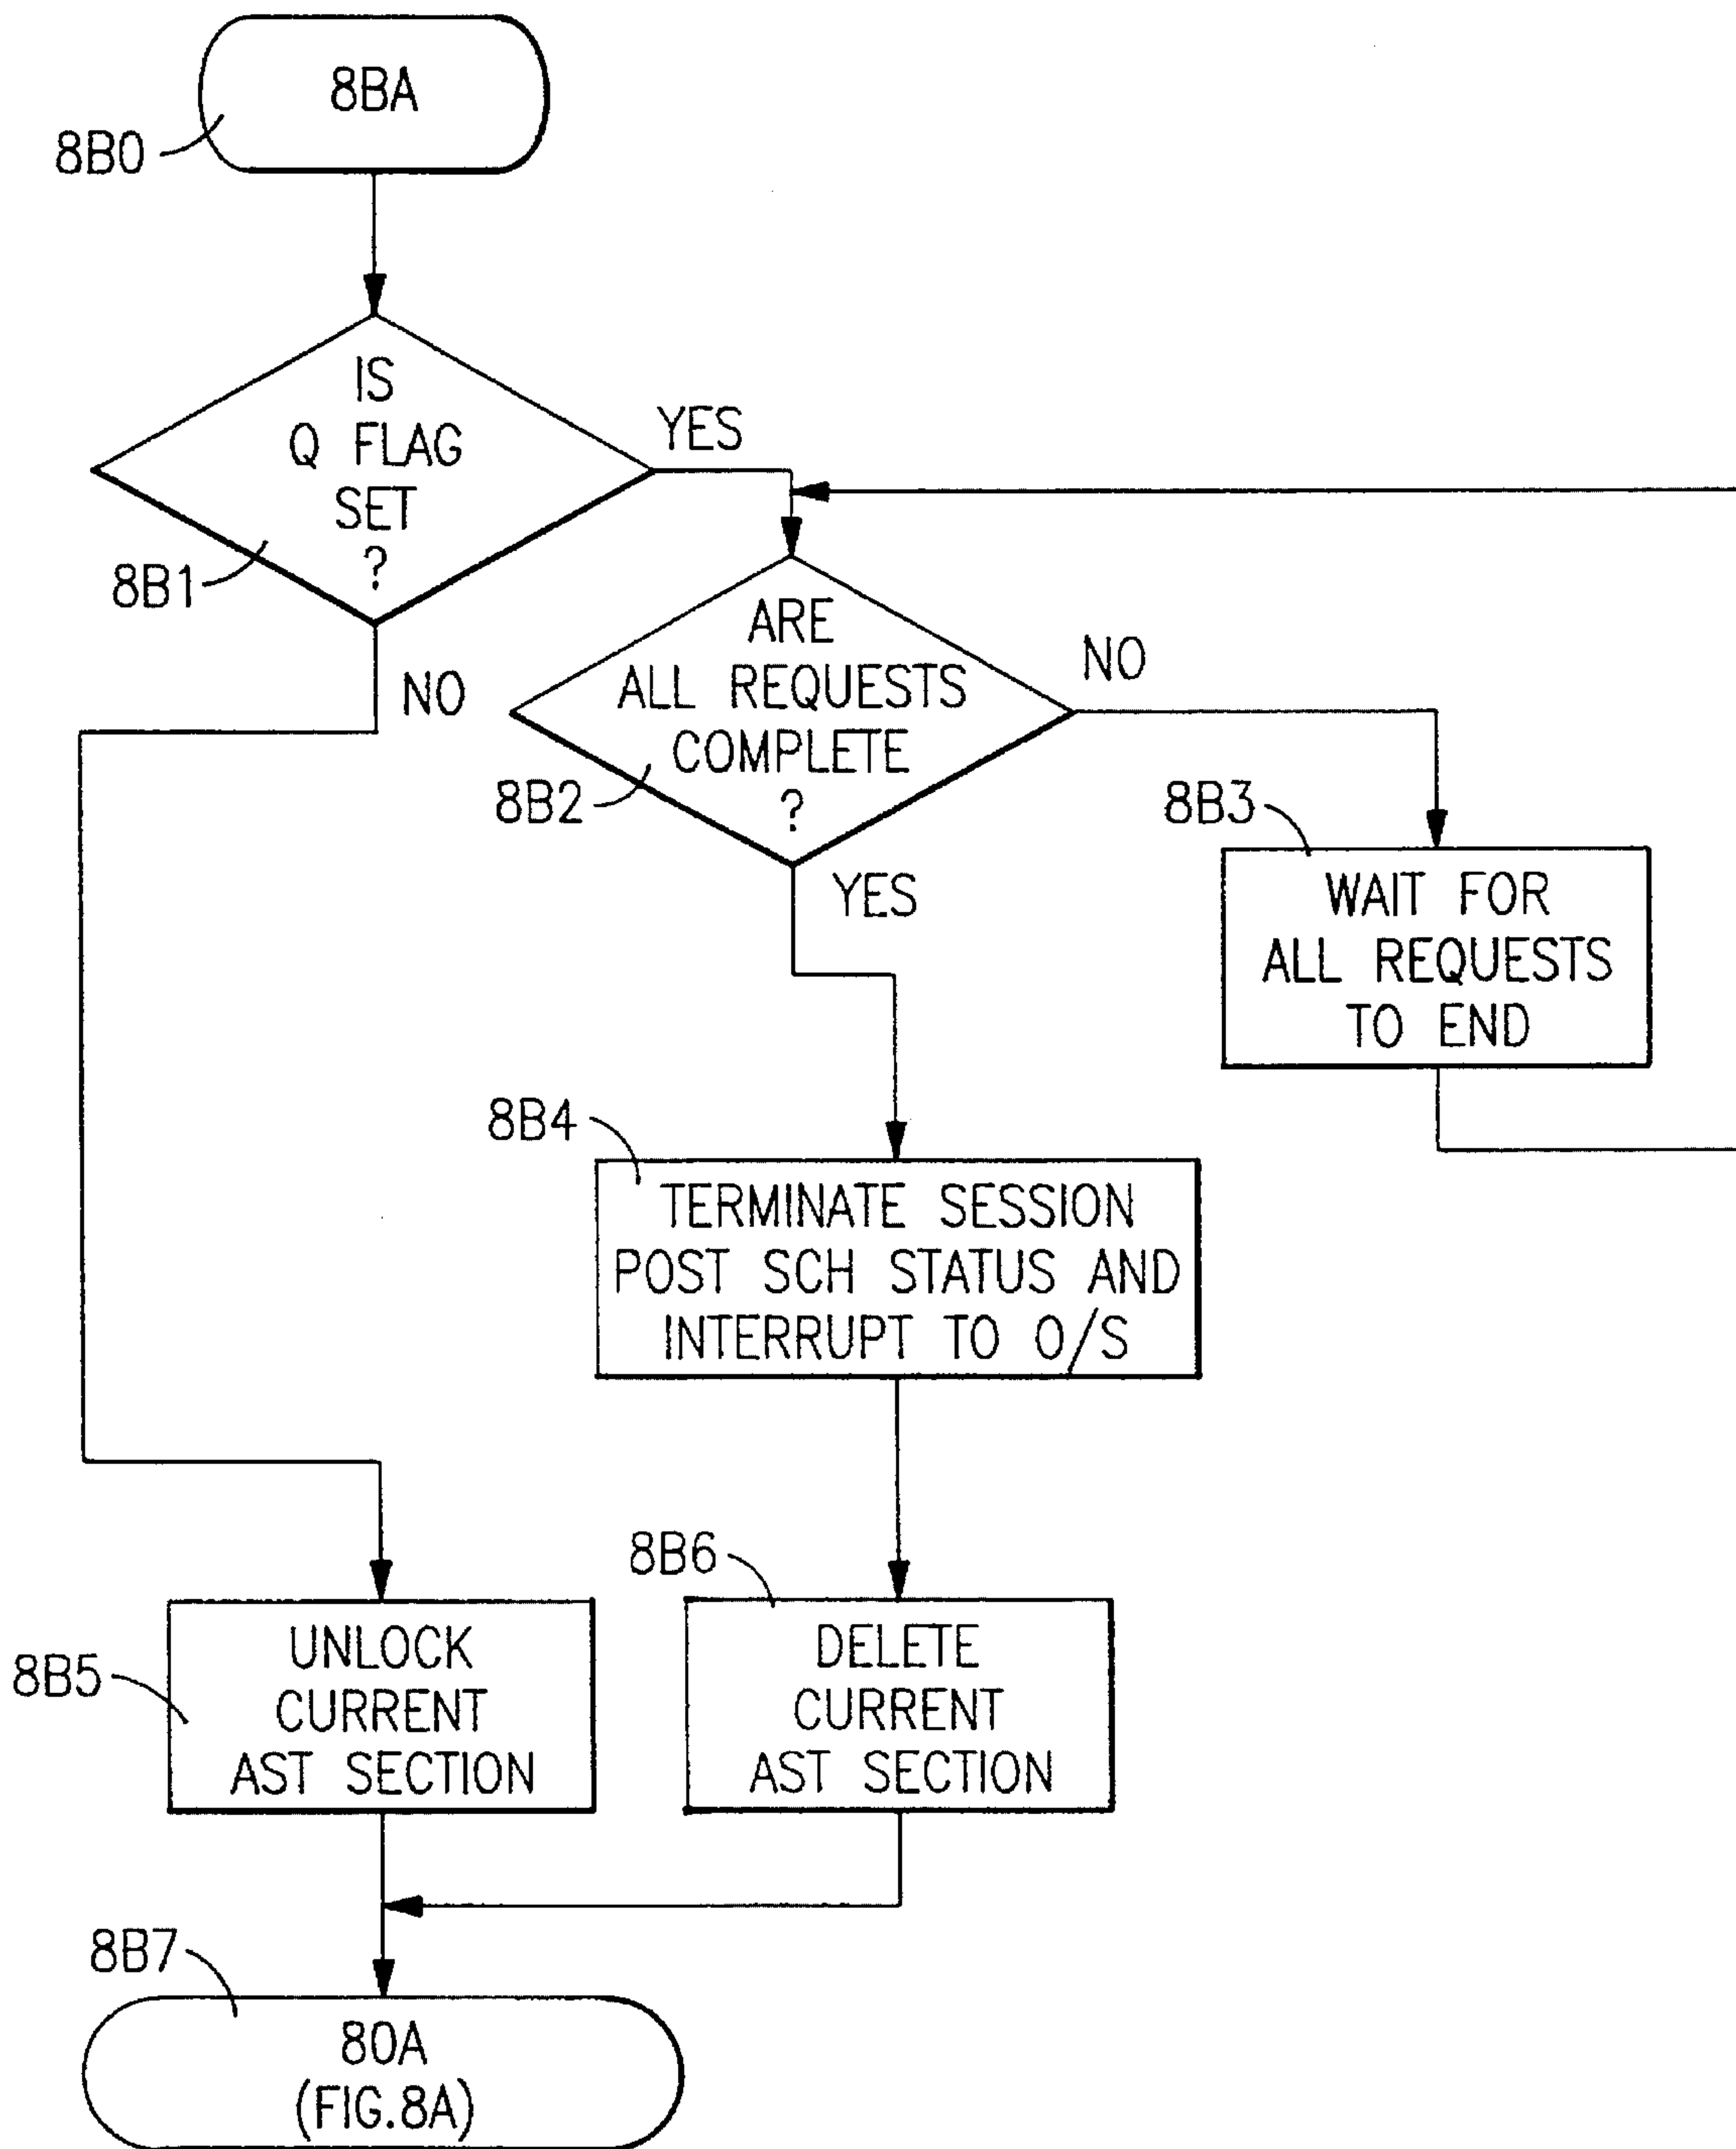 8BA
8B0
IS
Q FLAG
SET
?
8B1
YES
NO
ARE
ALL REQUESTS
COMPLETE
?
8B2
NO
YES
8B3
WAIT FOR
ALL REQUESTS
TO END
8B4
TERMINATE SESSION
POST SCH STATUS AND
INTERRUPT TO O/S
8B5
UNLOCK
CURRENT
AST SECTION
8B6
DELETE
CURRENT
AST SECTION
8B7
80A
(FIG.8A)